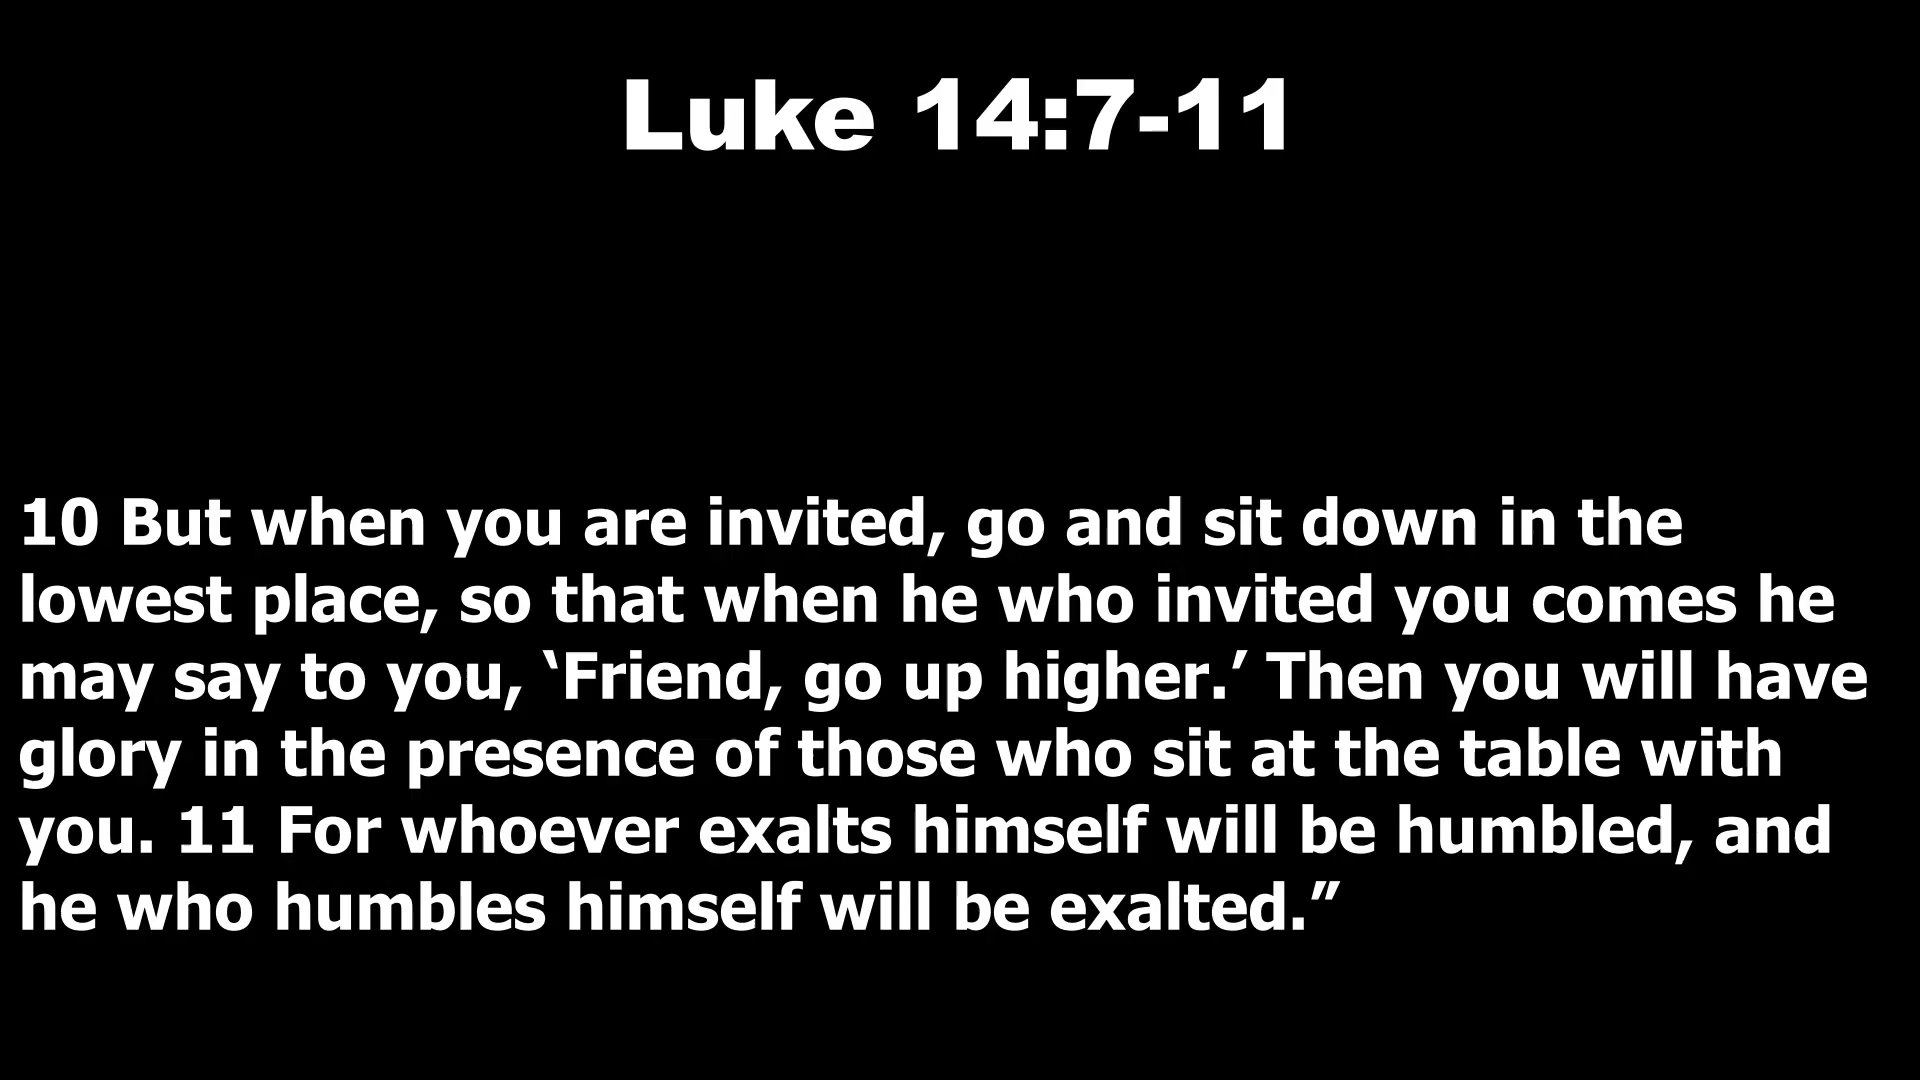 Luke 14:7-11
10 But when you are invited, go and sit down in the
lowest place, so that when he who invited you comes he
may say to you, ‘Friend, go up higher.’ Then you will have
glory in the presence of those who sit at the table with
you. 11 For whoever exalts himself will be humbled, and
he who humbles himself will be exalted.”